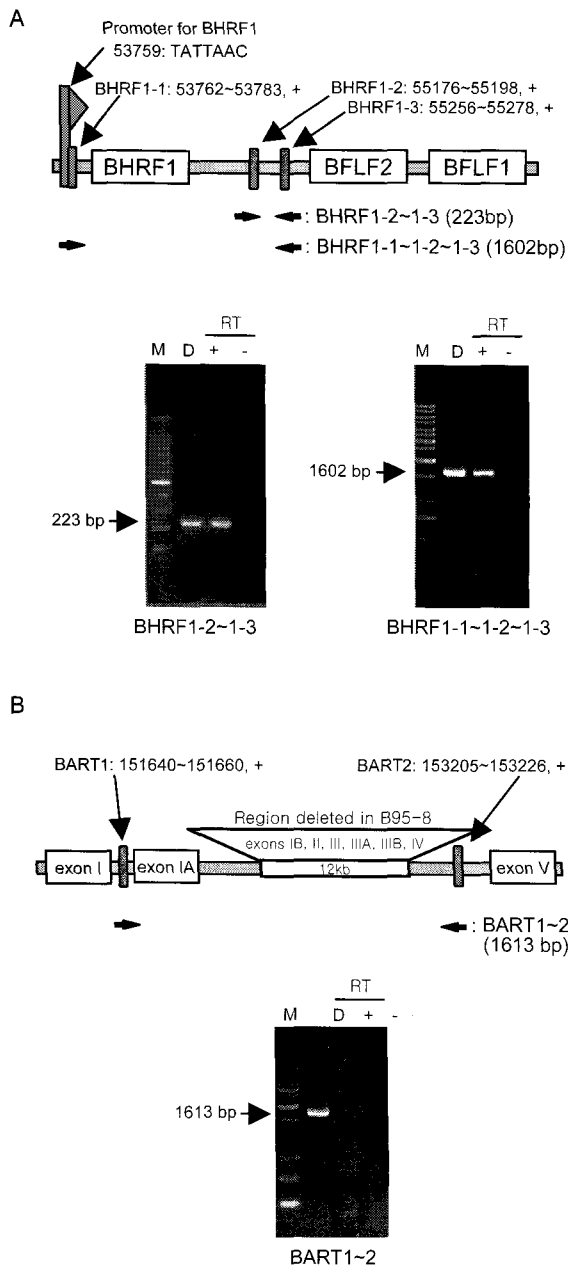 A
Promoter for BHRF1
53759: TATTAAC
BHRF1-1: 53762~53783, +
BHRF1-2: 55176~55198, +
BHRF1-3: 55256~55278, +
BHRF1
BFLF2
BFLF1
: BHRF1-2~1-3 (223bp)
: BHRF1-1~1-2~1-3 (1602bp)
RT
M D + -
223 bp
BHRF1-2~1-3
RT
M D + -
1602 bp
BHRF1-1~1-2~1-3
B
BART1: 151640~151660, +
BART2: 153205~153226, +
Region deleted in B95-8
exons IB, II, III, IIIA, IIIB, IV
exon I
exon IA
12kb
exon V
: BART1~2
(1613 bp)
RT
M D + -
1613 bp
BART1~2